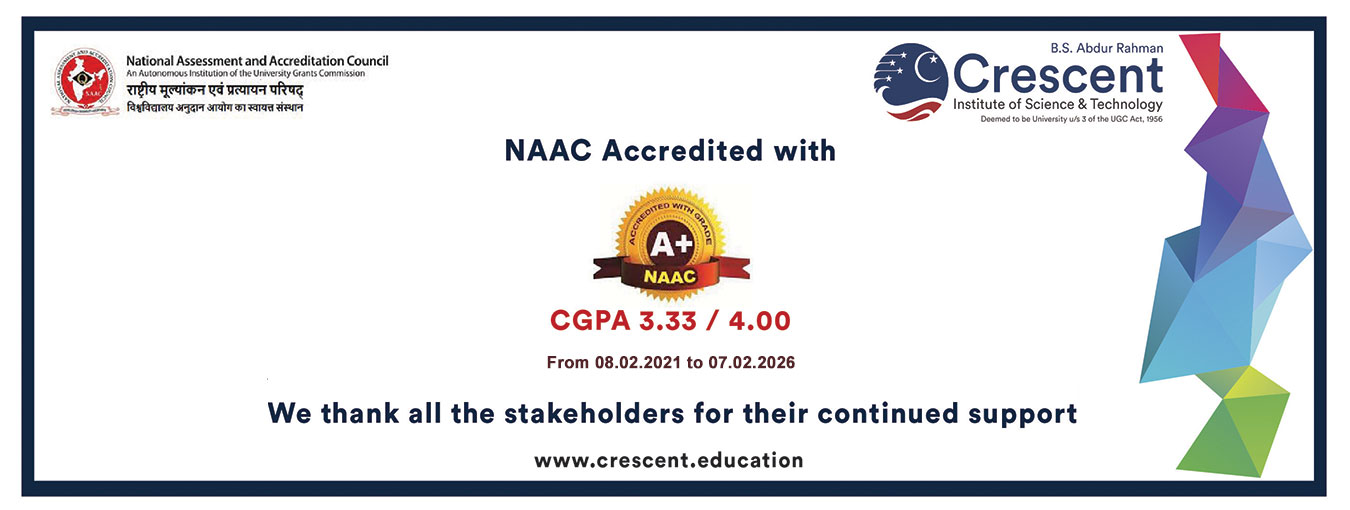 National Assessment and Accreditation Council
An Autonomous Institution of the University Grants Commission
राष्ट्रीय मूल्यांकन एवं प्रत्यायन परिषद्
विश्वविद्यालय अनुदान आयोग का स्वायत्त संस्थान
B.S. Abdur Rahman
Crescent
Institute of Science & Technology
Deemed to be University u/s 3 of the UGC Act, 1956
NAAC Accredited with
ACCREDITED WITH GRADE
A+
NAAC
CGPA 3.33 / 4.00
From 08.02.2021 to 07.02.2026
We thank all the stakeholders for their continued support
www.crescent.education